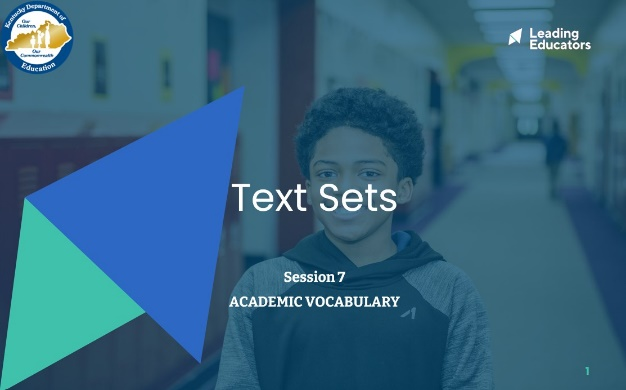 Kentucky Department of
Our
Children,
Our
Commonwealth
Education
Leading
Educators
Text Sets
Session 7
ACADEMIC VOCABULARY
1